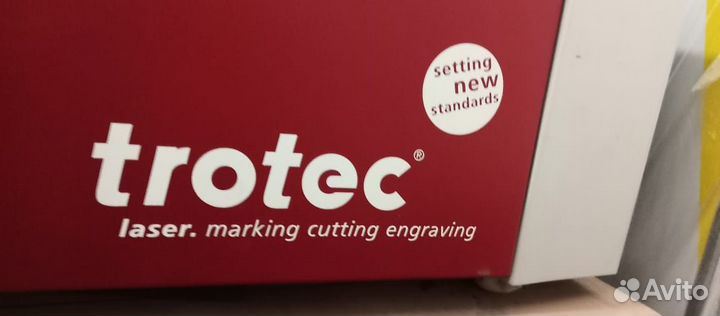 setting
new
standards
trotec®
laser. marking cutting engraving
Avito